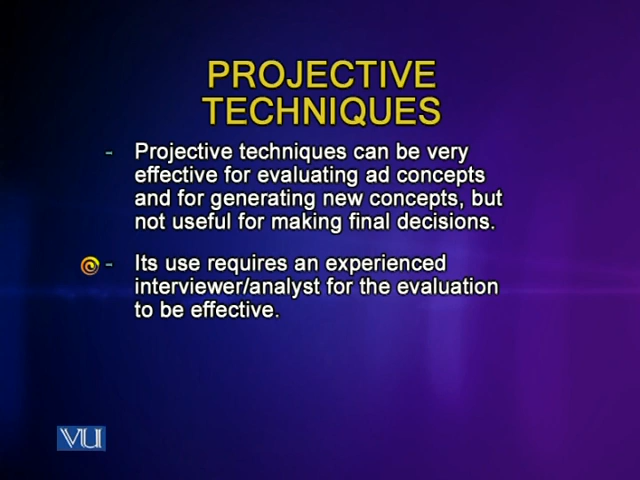 PROJECTIVE
TECHNIQUES
- Projective techniques can be very
effective for evaluating ad concepts
and for generating new concepts, but
not useful for making final decisions.
- Its use requires an experienced
interviewer/analyst for the evaluation
to be effective.
VU